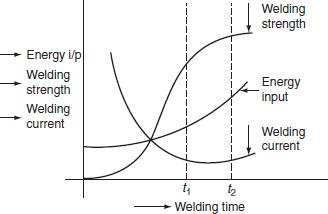 Energy i/p
Welding
strength
Welding
current
Welding
strength
Energy
input
Welding
current
t1
t2
Welding time